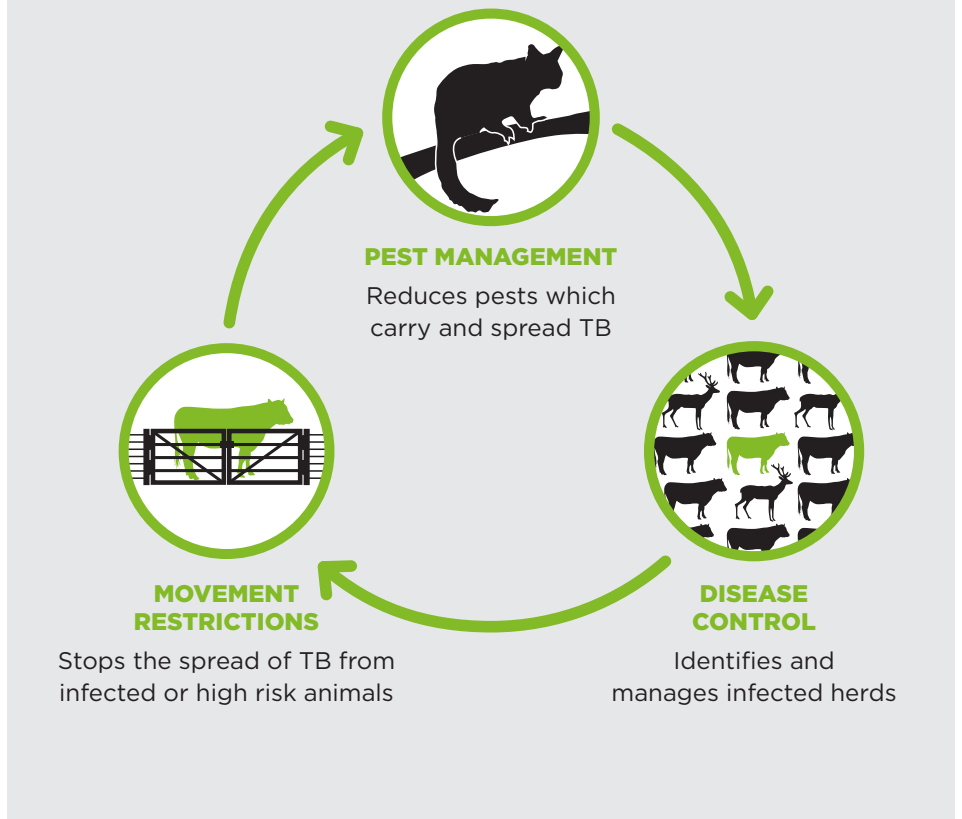 PEST MANAGEMENT
Reduces pests which
carry and spread TB
MOVEMENT
RESTRICTIONS
Stops the spread of TB from
infected or high risk animals
DISEASE
CONTROL
Identifies and
manages infected herds